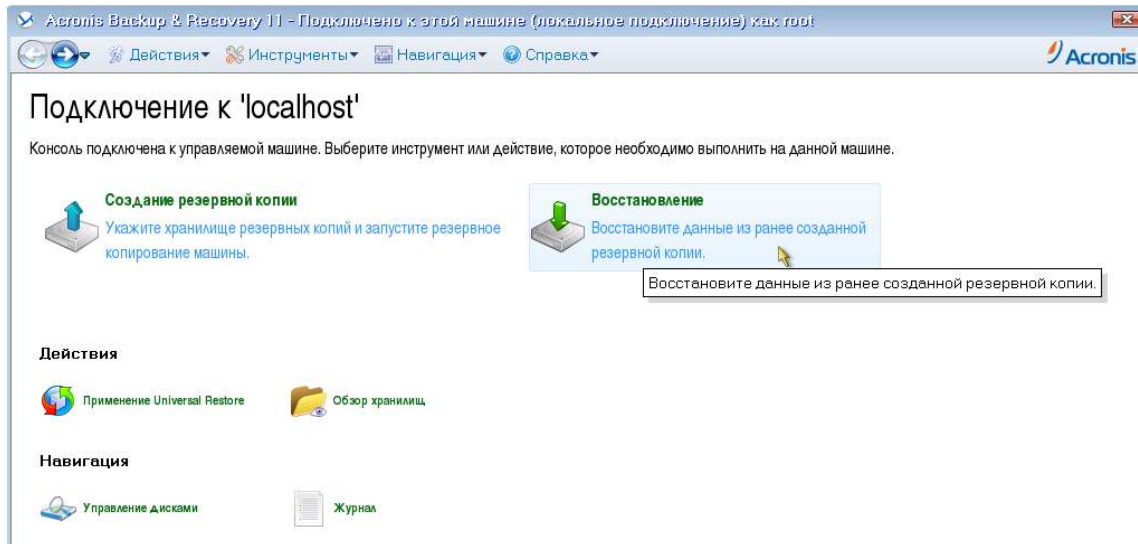 Acronis Backup & Recovery 11 - Подключено к этой машине (локальное подключение) как root
Действия Инструменты Навигация Справка
Acronis
Подключение к 'localhost'
Консоль подключена к управляемой машине. Выберите инструмент или действие, которое необходимо выполнить на данной машине.
Создание резервной копии
Укажите хранилище резервных копий и запустите резервное
копирование машины.
Восстановление
Восстановите данные из ранее созданной
резервной копии.
Восстановите данные из ранее созданной резервной копии.
Действия
Применение Universal Restore
Обзор хранилищ
Навигация
Управление дисками
Журнал